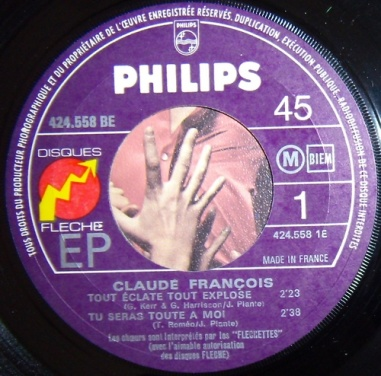 TOUS DROITS DU PRODUCTEUR PHONOGRAPHIQUE ET DU PROPRIÉTAIRE DE L'ŒUVRE ENREGISTRÉE RÉSERVÉS, DUPLICATION, EXÉCUTION PUBLIQUE, RADIODIFFUSION DE CE DISQUE INTERDITES
PHILIPS
PHILIPS
424.558 BE
45
DISQUES
FLECHE
EP
M
BIEM
1
424.558 1E
MADE IN FRANCE
CLAUDE FRANÇOIS
TOUT ÉCLATE TOUT EXPLOSE 2'23
(G. Kerr & G. Harrisson/J. Plante)
TU SERAS TOUTE A MOI 2'38
(T. Roméo/J. Plante)
Les chœurs sont interprétés par les "FLECHETTES"
(avec l'aimable autorisation
des disques FLECHE)